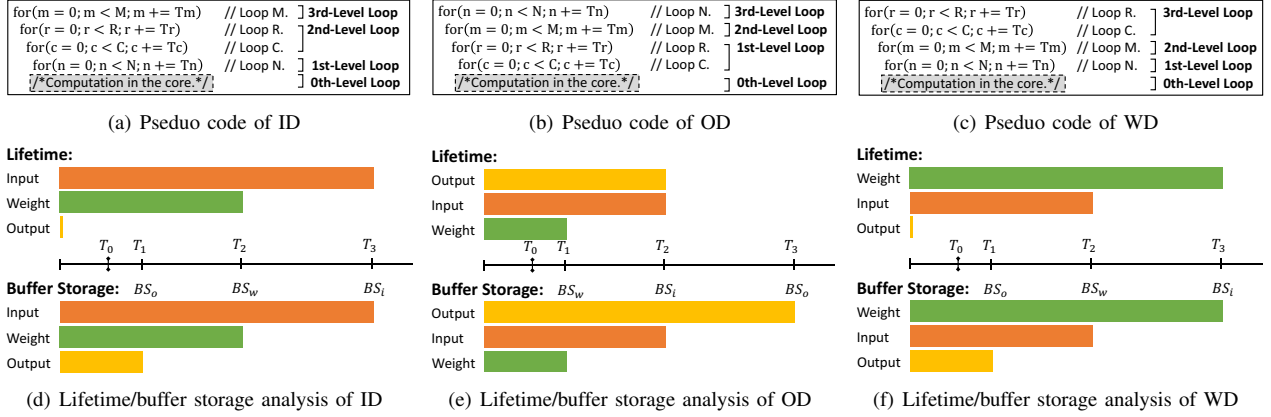 for(m = 0; m < M; m += Tm) // Loop M. 3rd-Level Loop
for(r = 0; r < R; r += Tr) // Loop R. 2nd-Level Loop
for(c = 0; c < C; c += Tc) // Loop C.
for(n = 0; n < N; n += Tn) // Loop N. 1st-Level Loop
/*Computation in the core.*/ 0th-Level Loop
(a) Pseduo code of ID
for(n = 0; n < N; n += Tn) // Loop N. 3rd-Level Loop
for(m = 0; m < M; m += Tm) // Loop M. 2nd-Level Loop
for(r = 0; r < R; r += Tr) // Loop R. 1st-Level Loop
for(c = 0; c < C; c += Tc) // Loop C.
/*Computation in the core.*/ 0th-Level Loop
(b) Pseduo code of OD
for(r = 0; r < R; r += Tr) // Loop R. 3rd-Level Loop
for(c = 0; c < C; c += Tc) // Loop C.
for(m = 0; m < M; m += Tm) // Loop M. 2nd-Level Loop
for(n = 0; n < N; n += Tn) // Loop N. 1st-Level Loop
/*Computation in the core.*/ 0th-Level Loop
(c) Pseduo code of WD
Lifetime:
Input
Weight
Output
T0 T1 T2 T3
Buffer Storage: BSo BSw BSi
Input
Weight
Output
(d) Lifetime/buffer storage analysis of ID
Lifetime:
Output
Input
Weight
T0 T1 T2 T3
Buffer Storage: BSw BSi BSo
Output
Input
Weight
(e) Lifetime/buffer storage analysis of OD
Lifetime:
Weight
Input
Output
T0 T1 T2 T3
Buffer Storage: BSo BSw BSi
Weight
Input
Output
(f) Lifetime/buffer storage analysis of WD